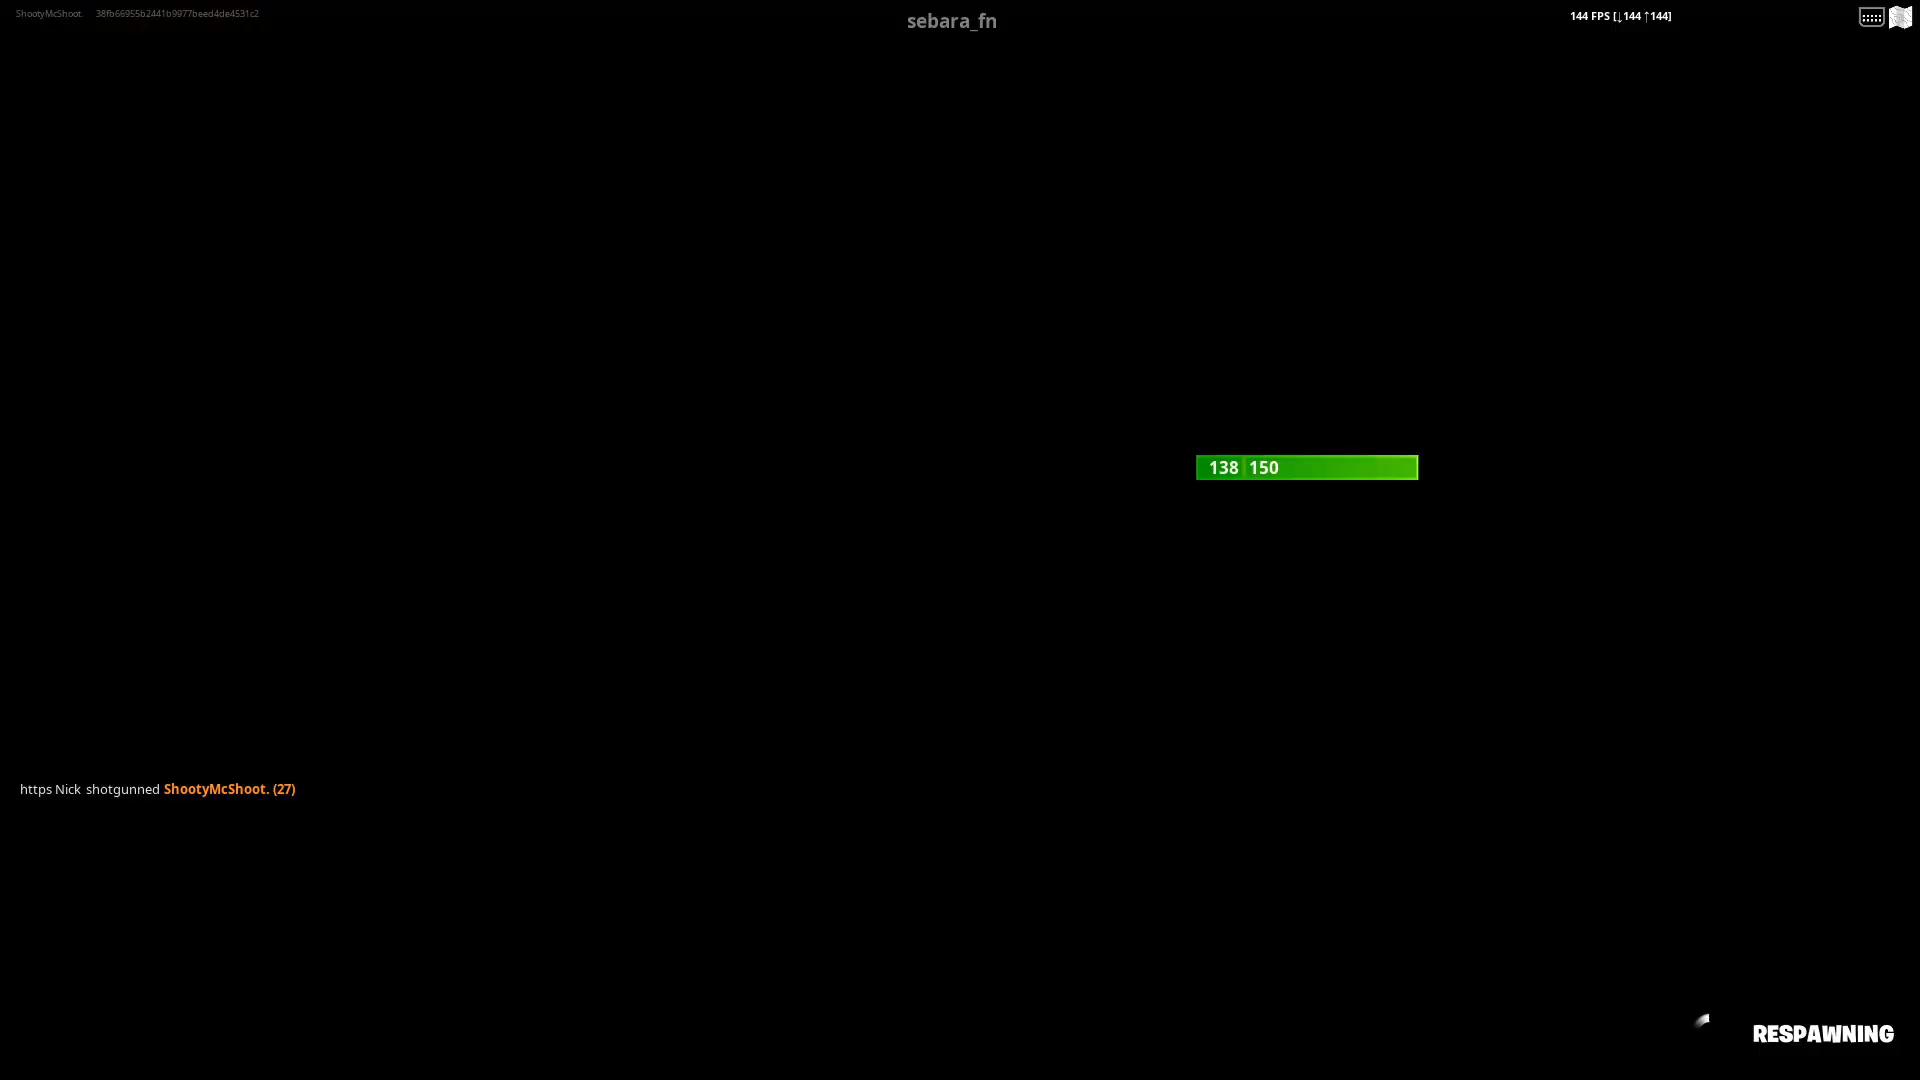 ShootyMcShoot. 38fb66955b2441b9977beed4de4531c2
sebara_fn
144 FPS [↓144 ↑144]
138 150
https Nick shotgunned ShootyMcShoot. (27)
RESPAWNING